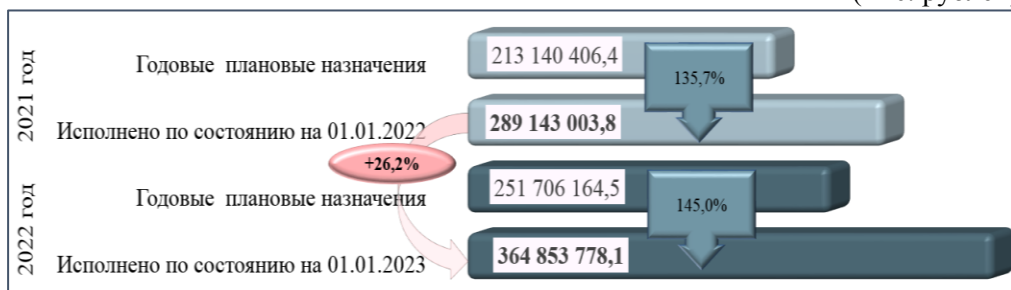 2021 год
Годовые плановые назначения
213 140 406,4
135,7%
Исполнено по состоянию на 01.01.2022
289 143 003,8
+26,2%
2022 год
Годовые плановые назначения
251 706 164,5
145,0%
Исполнено по состоянию на 01.01.2023
364 853 778,1